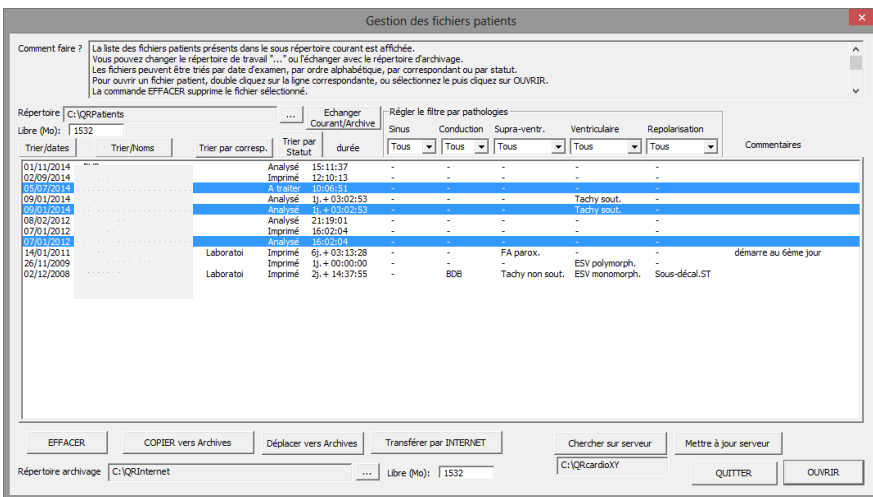 Gestion des fichiers patients
Comment faire ? La liste des fichiers patients présents dans le sous répertoire courant est affichée.
Vous pouvez changer le répertoire de travail "..." ou l'échanger avec le répertoire d'archivage.
Les fichiers peuvent être triés par date d'examen, par ordre alphabétique, par correspondant ou par statut.
Pour ouvrir un fichier patient, double cliquez sur la ligne correspondante, ou sélectionnez le puis cliquez sur OUVRIR.
La commande EFFACER supprime le fichier sélectionné.
Répertoire C:\QRPatients ... Echanger Courant/Archive Régler le filtre par pathologies
Libre (Mo): 1532 Sinus Conduction Supra-ventr. Ventriculaire Repolarisation
Trier/dates Trier/Noms Trier par corresp. Trier par Statut durée Tous Tous Tous Tous Tous Commentaires
01/11/2014 Analysé 15:11:37 - - - - -
02/09/2014 Imprimé 12:10:13 - - - - -
05/07/2014 A traiter 10:06:51 - - - - -
09/01/2014 Analysé 1j.+03:02:53 - - - Tachy sout. -
09/01/2014 Analysé 1j.+03:02:53 - - - Tachy sout. -
08/02/2012 Analysé 21:19:01 - - - - -
07/01/2012 Imprimé 16:02:04 - - - - -
07/01/2012 Analysé 16:02:04 - - - - -
14/01/2011 Laboratoi Imprimé 6j.+03:13:28 - - FA parox. - - démarre au 6ème jour
26/11/2009 Imprimé 1j.+00:00:00 - - - ESV polymorph. -
02/12/2008 Laboratoi Imprimé 2j.+14:37:55 - BDB Tachy non sout. ESV monomorph. Sous-décal.ST
EFFACER COPIER vers Archives Déplacer vers Archives Transférer par INTERNET Chercher sur serveur Mettre à jour serveur
Répertoire archivage C:\QRInternet ... Libre (Mo): 1532 C:\QRcardioXY QUITTER OUVRIR